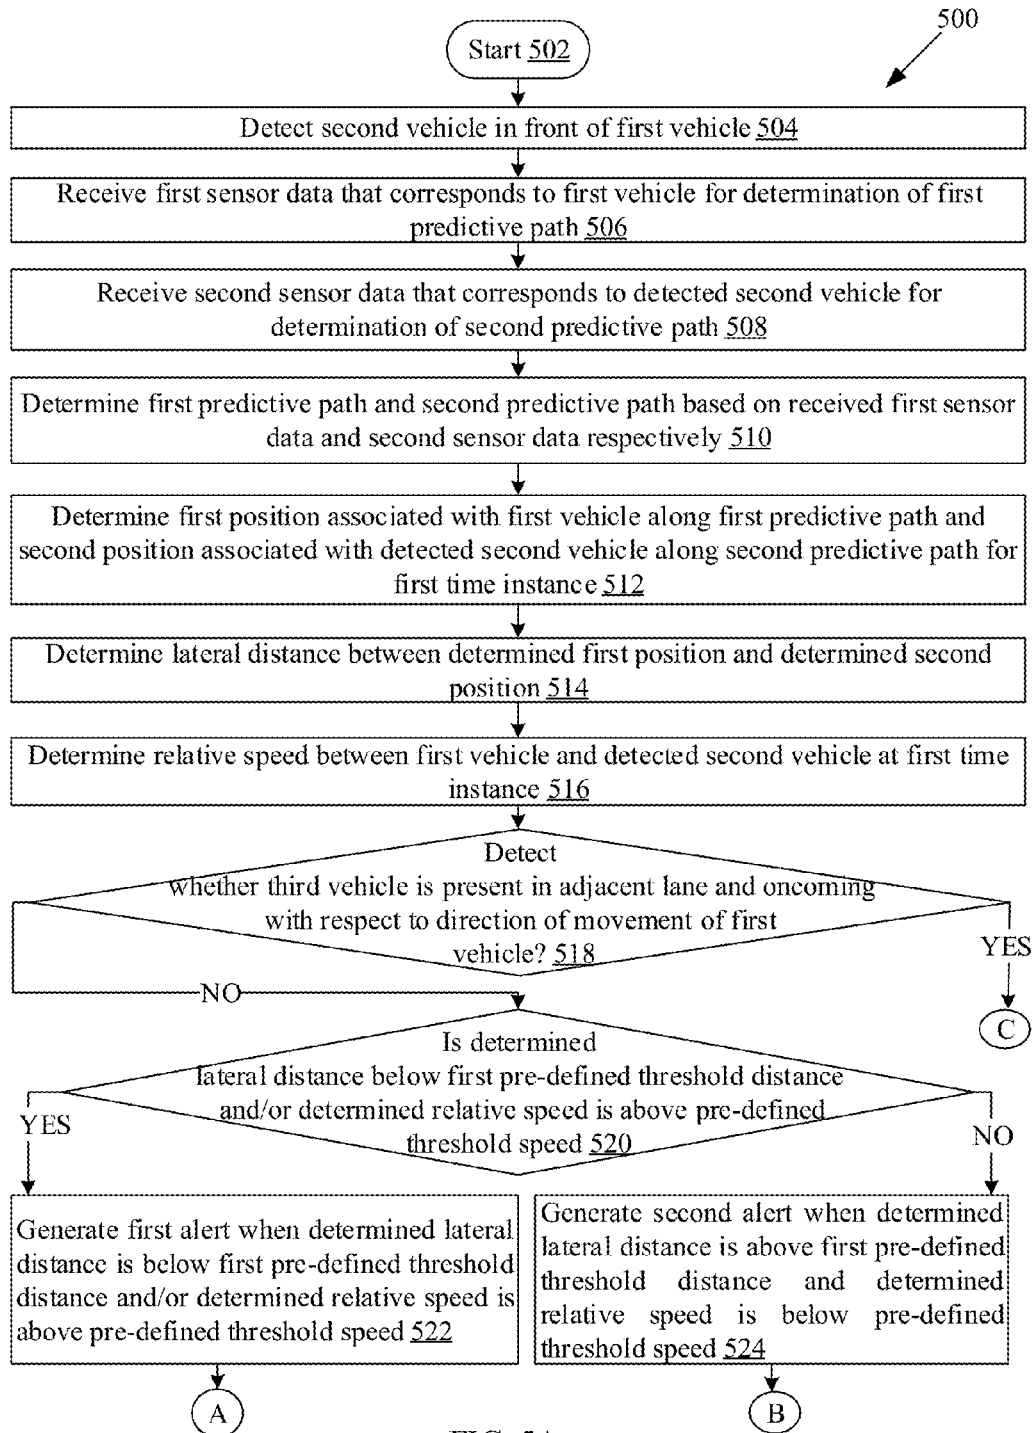 500
Start 502
Detect second vehicle in front of first vehicle 504
Receive first sensor data that corresponds to first vehicle for determination of first
predictive path 506
Receive second sensor data that corresponds to detected second vehicle for
determination of second predictive path 508
Determine first predictive path and second predictive path based on received first sensor
data and second sensor data respectively 510
Determine first position associated with first vehicle along first predictive path and
second position associated with detected second vehicle along second predictive path for
first time instance 512
Determine lateral distance between determined first position and determined second
position 514
Determine relative speed between first vehicle and detected second vehicle at first time
instance 516
Detect
whether third vehicle is present in adjacent lane and oncoming
with respect to direction of movement of first
vehicle? 518
YES
NO
C
Is determined
lateral distance below first pre-defined threshold distance
and/or determined relative speed is above pre-defined
threshold speed 520
YES
NO
Generate first alert when determined lateral
distance is below first pre-defined threshold
distance and/or determined relative speed is
above pre-defined threshold speed 522
Generate second alert when determined
lateral distance is above first pre-defined
threshold distance and determined
relative speed is below pre-defined
threshold speed 524
A
B